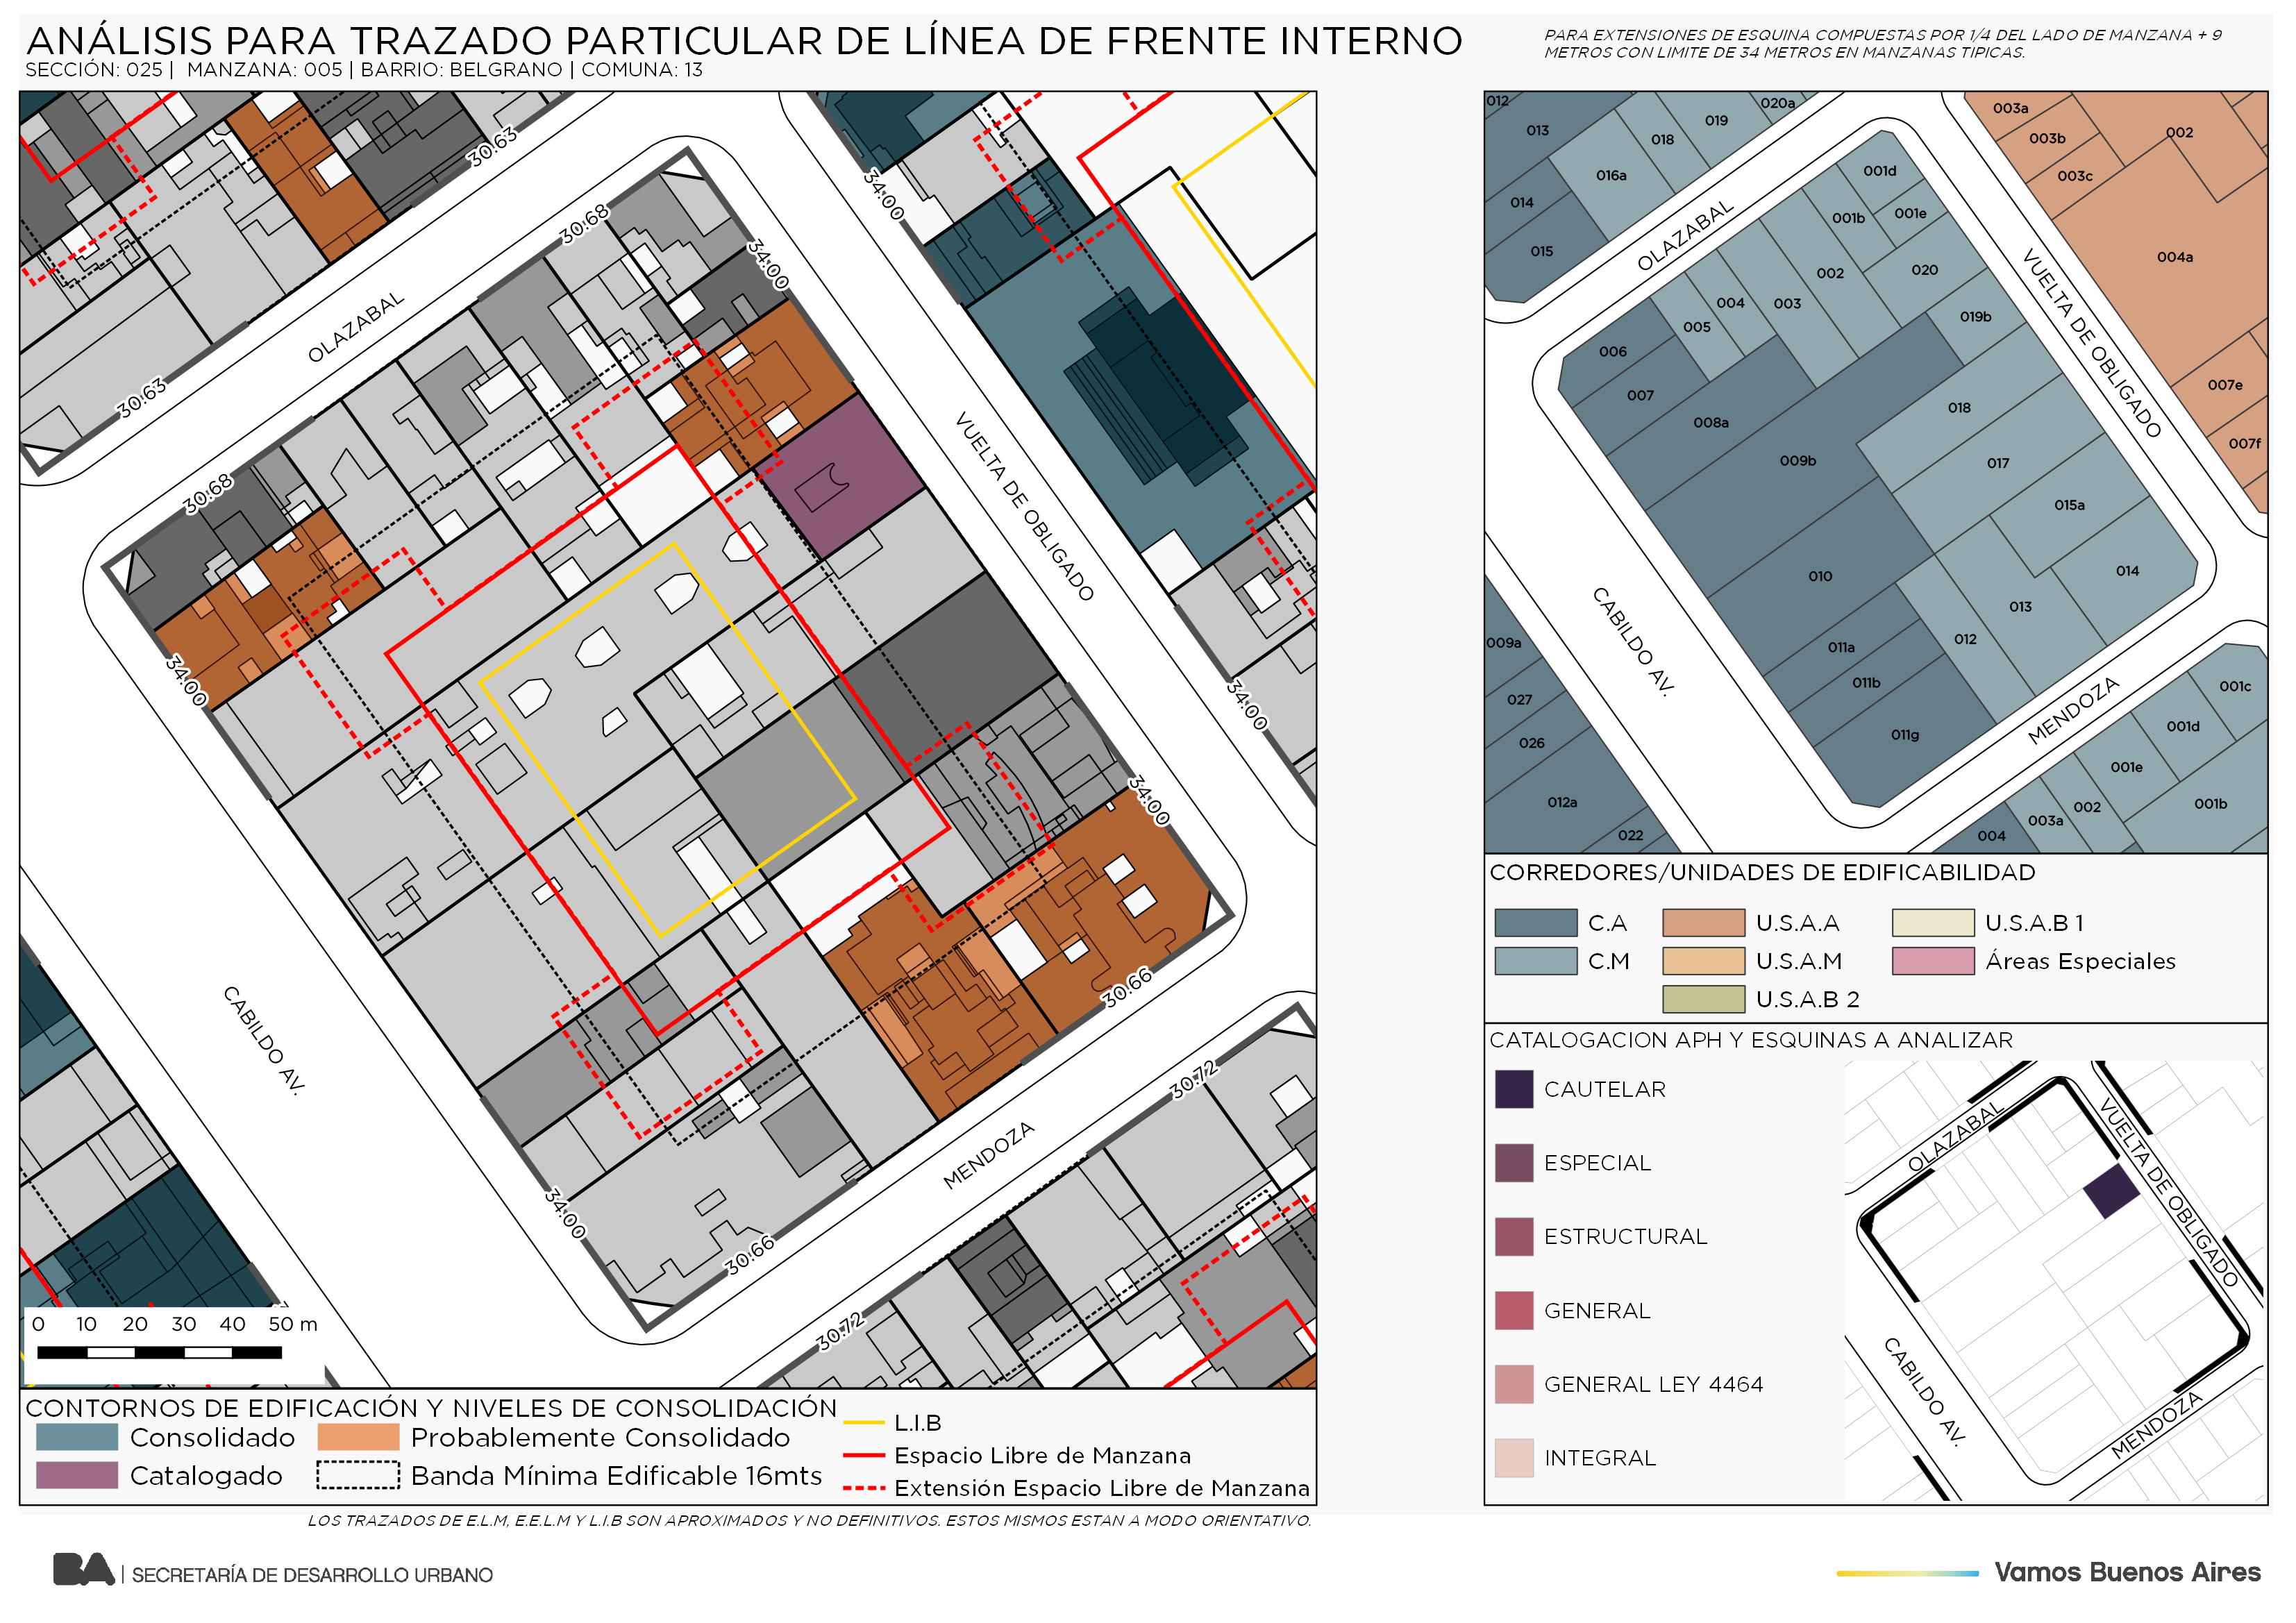 ANÁLISIS PARA TRAZADO PARTICULAR DE LÍNEA DE FRENTE INTERNO
SECCIÓN: 025 | MANZANA: 005 | BARRIO: BELGRANO | COMUNA: 13
PARA EXTENSIONES DE ESQUINA COMPUESTAS POR 1/4 DEL LADO DE MANZANA + 9
METROS CON LIMITE DE 34 METROS EN MANZANAS TIPICAS.
30.63
30.63
OLAZABAL
30.68
30.68
34.00
34.00
VUELTA DE OBLIGADO
34.00
34.00
34.00
34.00
CABILDO AV.
30.66
30.66
MENDOZA
30.72
30.72
0 10 20 30 40 50 m
CONTORNOS DE EDIFICACIÓN Y NIVELES DE CONSOLIDACIÓN
Consolidado
Probablemente Consolidado
Catalogado
Banda Mínima Edificable 16mts
L.I.B
Espacio Libre de Manzana
Extensión Espacio Libre de Manzana
LOS TRAZADOS DE E.L.M, E.E.L.M Y L.I.B SON APROXIMADOS Y NO DEFINITIVOS. ESTOS MISMOS ESTAN A MODO ORIENTATIVO.
012
013
014
015
016a
018
019
020a
003a
003b
003c
002
004a
007e
007f
OLAZABAL
VUELTA DE OBLIGADO
001d
001e
001b
020
002
019b
003
004
005
006
007
008a
009b
018
017
015a
014
010
013
012
011a
011b
011g
CABILDO AV.
MENDOZA
009a
027
026
012a
022
001c
001d
001e
001b
002
003a
004
CORREDORES/UNIDADES DE EDIFICABILIDAD
C.A
U.S.A.A
U.S.A.B 1
C.M
U.S.A.M
Áreas Especiales
U.S.A.B 2
CATALOGACION APH Y ESQUINAS A ANALIZAR
CAUTELAR
ESPECIAL
ESTRUCTURAL
GENERAL
GENERAL LEY 4464
INTEGRAL
OLAZABAL
VUELTA DE OBLIGADO
CABILDO AV.
MENDOZA
BA | SECRETARÍA DE DESARROLLO URBANO
Vamos Buenos Aires